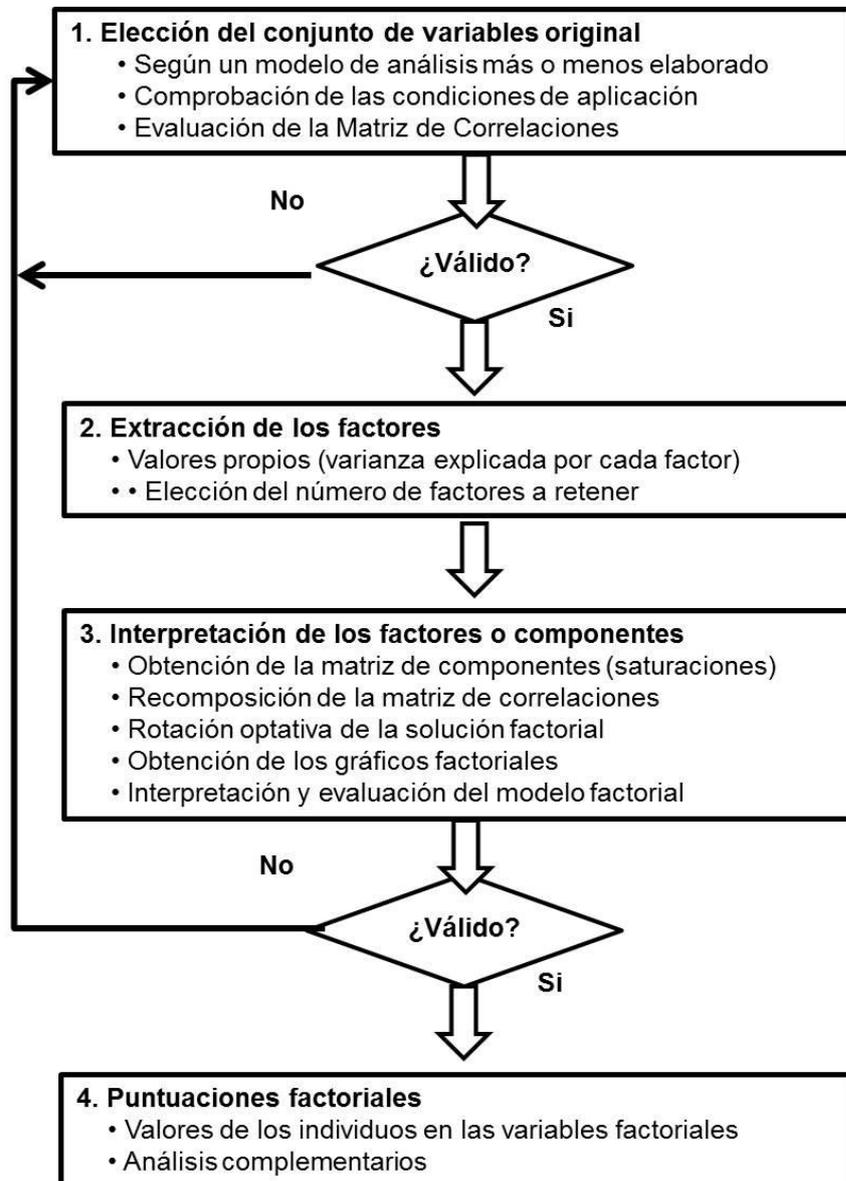 1. Elección del conjunto de variables original
• Según un modelo de análisis más o menos elaborado
• Comprobación de las condiciones de aplicación
• Evaluación de la Matriz de Correlaciones
No
¿Válido?
Si
2. Extracción de los factores
• Valores propios (varianza explicada por cada factor)
• • Elección del número de factores a retener
3. Interpretación de los factores o componentes
• Obtención de la matriz de componentes (saturaciones)
• Recomposición de la matriz de correlaciones
• Rotación optativa de la solución factorial
• Obtención de los gráficos factoriales
• Interpretación y evaluación del modelo factorial
No
¿Válido?
Si
4. Puntuaciones factoriales
• Valores de los individuos en las variables factoriales
• Análisis complementarios